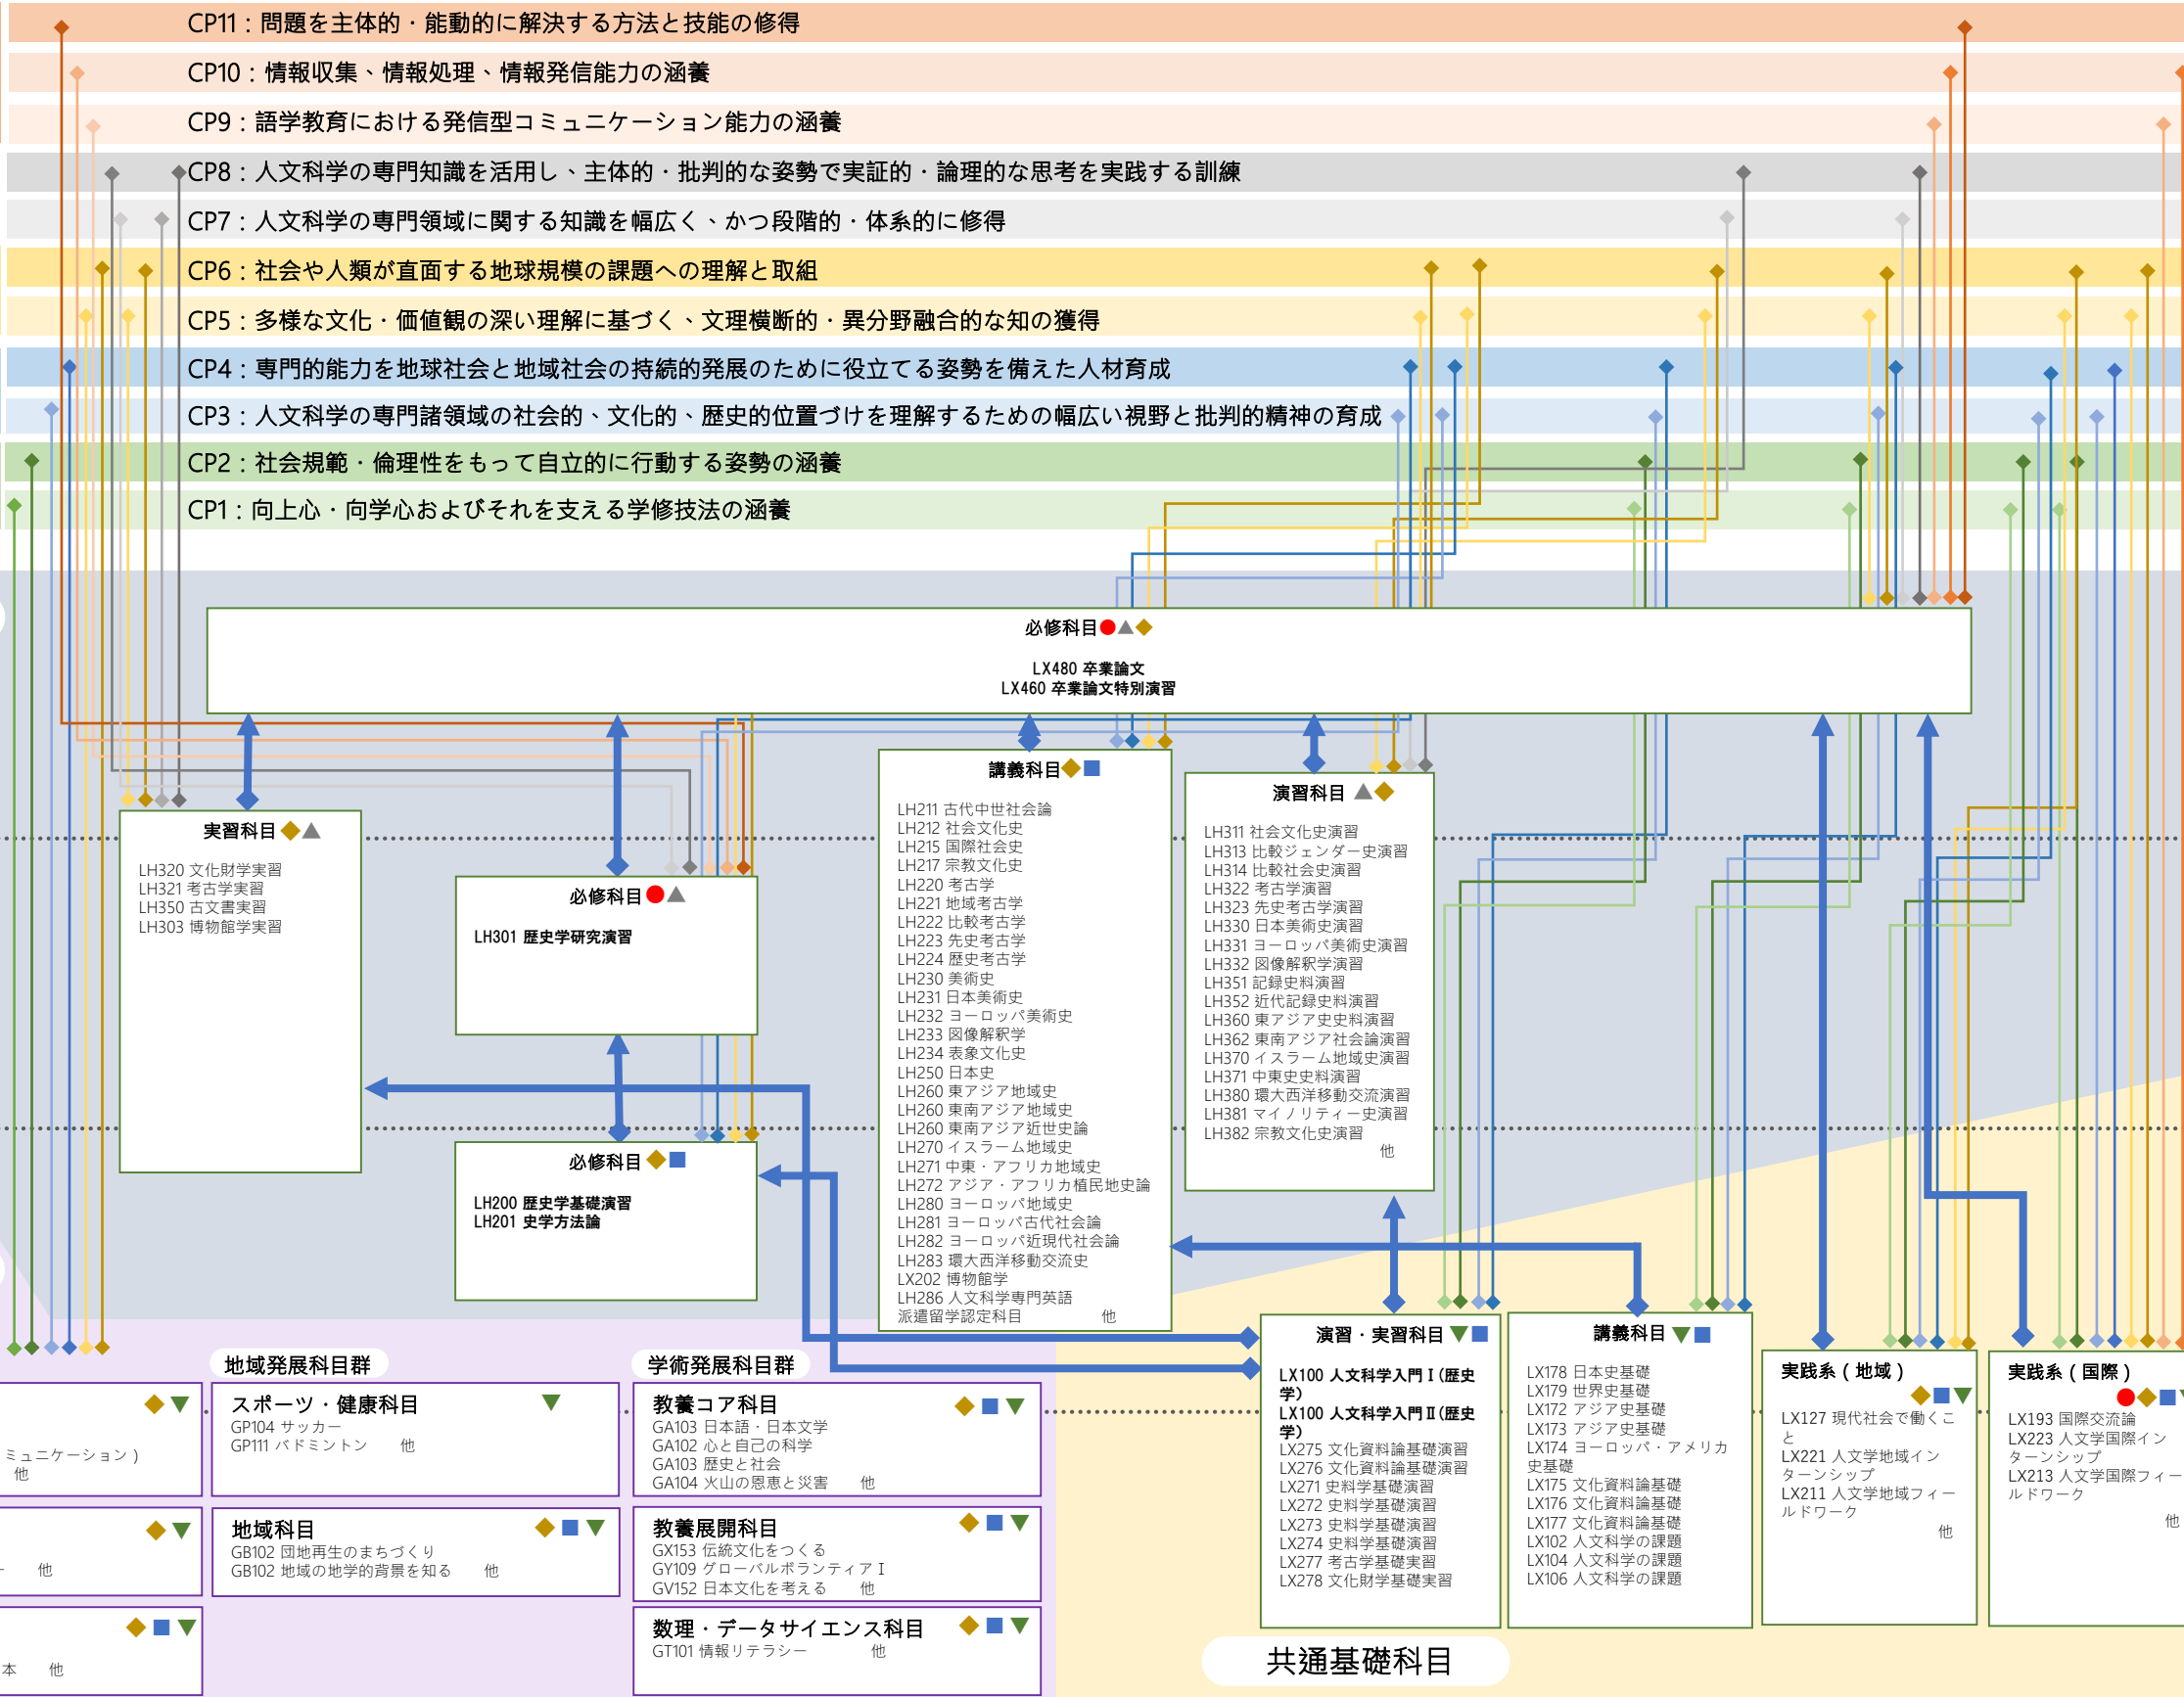 CP11：問題を主体的・能動的に解決する方法と技能の修得
CP10：情報収集、情報処理、情報発信能力の涵養
CP9：語学教育における発信型コミュニケーション能力の涵養
CP8：人文科学の専門知識を活用し、主体的・批判的な姿勢で実証的・論理的な思考を実践する訓練
CP7：人文科学の専門領域に関する知識を幅広く、かつ段階的・体系的に修得
CP6：社会や人類が直面する地球規模の課題への理解と取組
CP5：多様な文化・価値観の深い理解に基づく、文理横断的・異分野融合的な知の獲得
CP4：専門的能力を地球社会と地域社会の持続的発展のために役立てる姿勢を備えた人材育成
CP3：人文科学の専門諸領域の社会的、文化的、歴史的位置づけを理解するための幅広い視野と批判的精神の育成
CP2：社会規範・倫理性をもって自立的に行動する姿勢の涵養
CP1：向上心・向学心およびそれを支える学修技法の涵養
必修科目
LX480 卒業論文
LX460 卒業論文特別演習
実習科目
LH320 文化財学実習
LH321 考古学実習
LH350 古文書実習
LH303 博物館学実習
必修科目
LH301 歴史学研究演習
必修科目
LH200 歴史学基礎演習
LH201 史学方法論
講義科目
LH211 古代中世社会論
LH212 社会文化史
LH215 国際社会史
LH217 宗教文化史
LH220 考古学
LH221 地域考古学
LH222 比較考古学
LH223 先史考古学
LH224 歴史考古学
LH230 美術史
LH231 日本美術史
LH232 ヨーロッパ美術史
LH233 図像解釈学
LH234 表象文化史
LH250 日本史
LH260 東アジア地域史
LH260 東南アジア地域史
LH260 東南アジア近世史論
LH270 イスラーム地域史
LH271 中東・アフリカ地域史
LH272 アジア・アフリカ植民地史論
LH280 ヨーロッパ地域史
LH281 ヨーロッパ古代社会論
LH282 ヨーロッパ近現代社会論
LH283 環大西洋移動交流史
LX202 博物館学
LH286 人文科学専門英語
派遣留学認定科目 他
演習科目
LH311 社会文化史演習
LH313 比較ジェンダー史演習
LH314 比較社会史演習
LH322 考古学演習
LH323 先史考古学演習
LH330 日本美術史演習
LH331 ヨーロッパ美術史演習
LH332 図像解釈学演習
LH351 記録史料演習
LH352 近代記録史料演習
LH360 東アジア史史料演習
LH362 東南アジア社会論演習
LH370 イスラーム地域史演習
LH371 中東史史料演習
LH380 環大西洋移動交流演習
LH381 マイノリティー史演習
LH382 宗教文化史演習
他
ミュニケーション)
他
他
本 他
地域発展科目群
スポーツ・健康科目
GP104 サッカー
GP111 バドミントン 他
地域科目
GB102 団地再生のまちづくり
GB102 地域の地学的背景を知る 他
学術発展科目群
教養コア科目
GA103 日本語・日本文学
GA102 心と自己の科学
GA103 歴史と社会
GA104 火山の恩恵と災害 他
教養展開科目
GX153 伝統文化をつくる
GY109 グローバルボランティアⅠ
GV152 日本文化を考える 他
数理・データサイエンス科目
GT101 情報リテラシー 他
演習・実習科目
LX100 人文科学入門Ⅰ(歴史
学)
LX100 人文科学入門Ⅱ(歴史
学)
LX275 文化資料論基礎演習
LX276 文化資料論基礎演習
LX271 史料学基礎演習
LX272 史料学基礎演習
LX273 史料学基礎演習
LX274 史料学基礎演習
LX277 考古学基礎実習
LX278 文化財学基礎実習
講義科目
LX178 日本史基礎
LX179 世界史基礎
LX172 アジア史基礎
LX173 アジア史基礎
LX174 ヨーロッパ・アメリカ
史基礎
LX175 文化資料論基礎
LX176 文化資料論基礎
LX177 文化資料論基礎
LX102 人文科学の課題
LX104 人文科学の課題
LX106 人文科学の課題
実践系(地域)
LX127 現代社会で働くこ
と
LX221 人文学地域イン
ターンシップ
LX211 人文学地域フィー
ルドワーク
他
実践系(国際)
LX193 国際交流論
LX223 人文学国際イン
ターンシップ
LX213 人文学国際フィー
ルドワーク
他
共通基礎科目